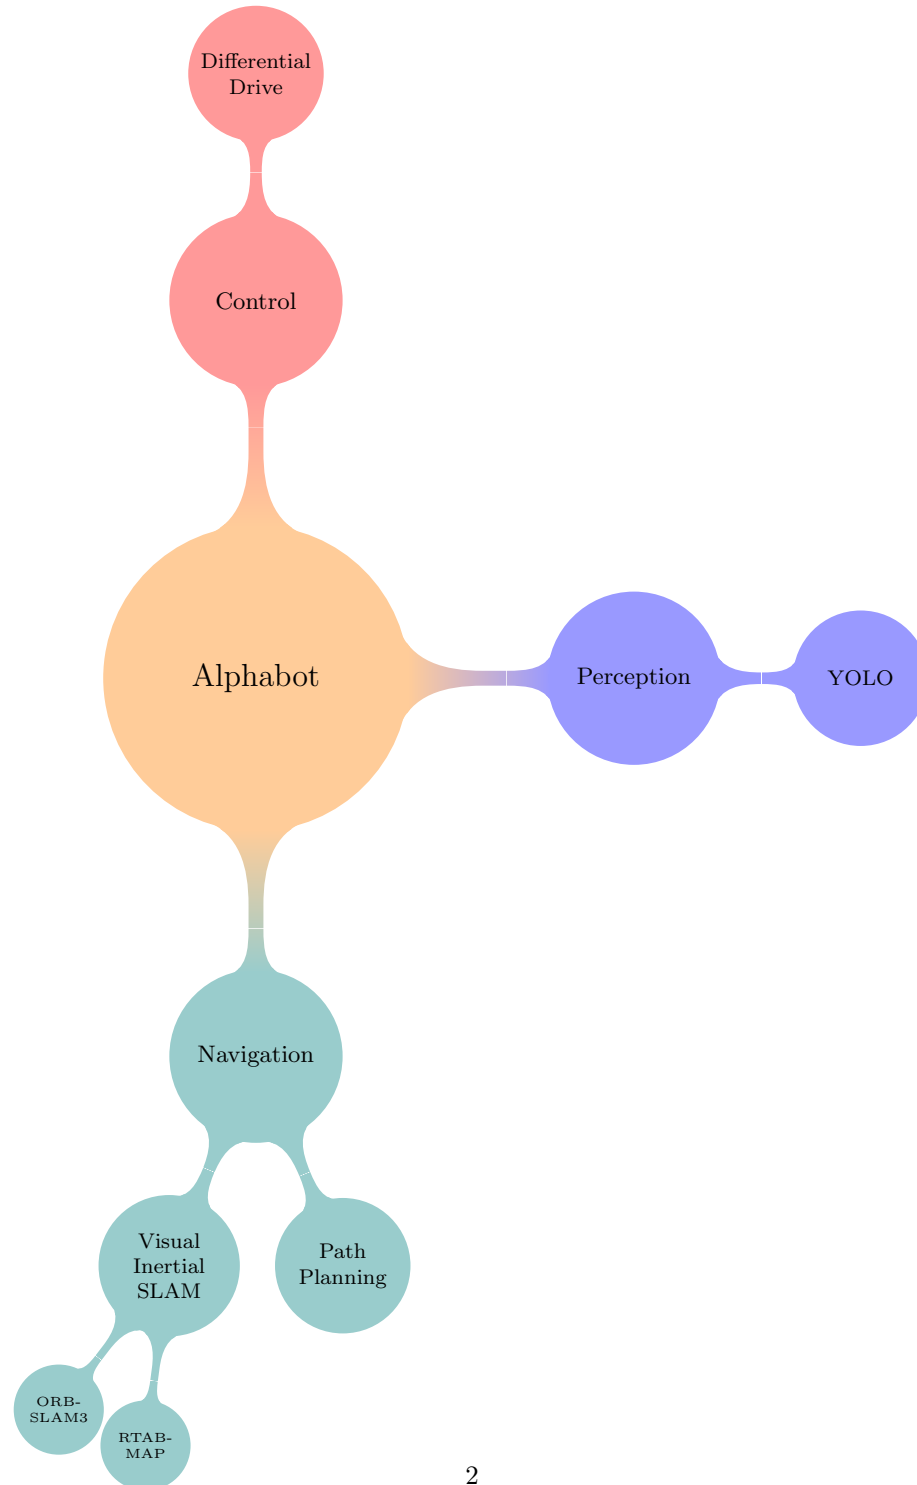 Differential
Drive
Control
Alphabot
Perception
YOLO
Navigation
Visual
Inertial
SLAM
Path
Planning
ORB-
SLAM3
RTAB-
MAP
2